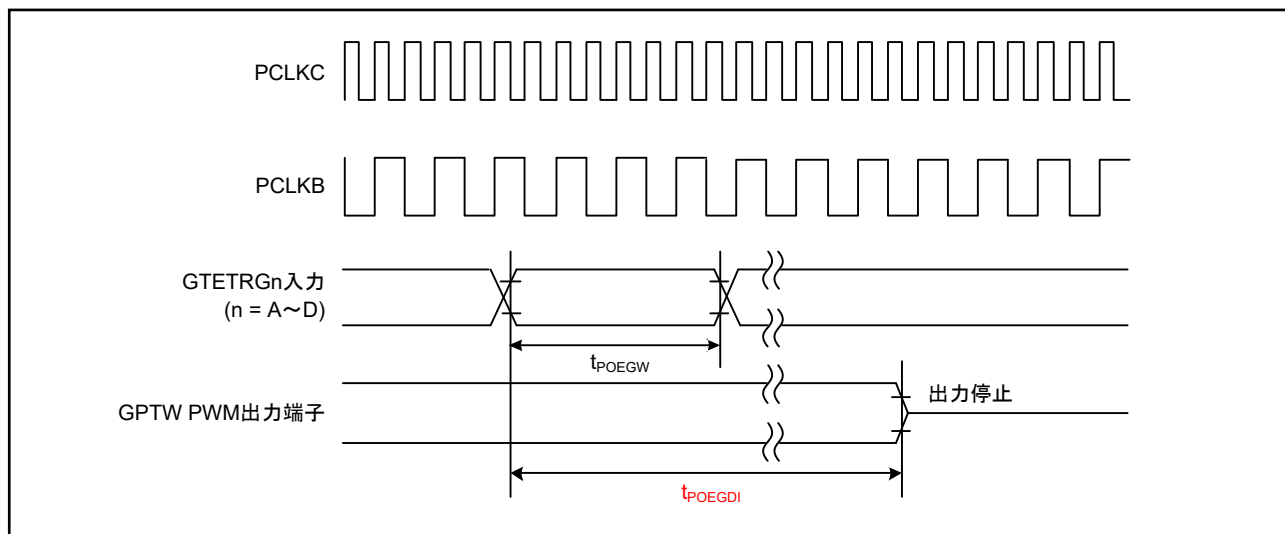 PCLKC
PCLKB
GTETRGn入力
(n = A～D)
tPOEGW
GPTW PWM出力端子
出力停止
tPOEGDI